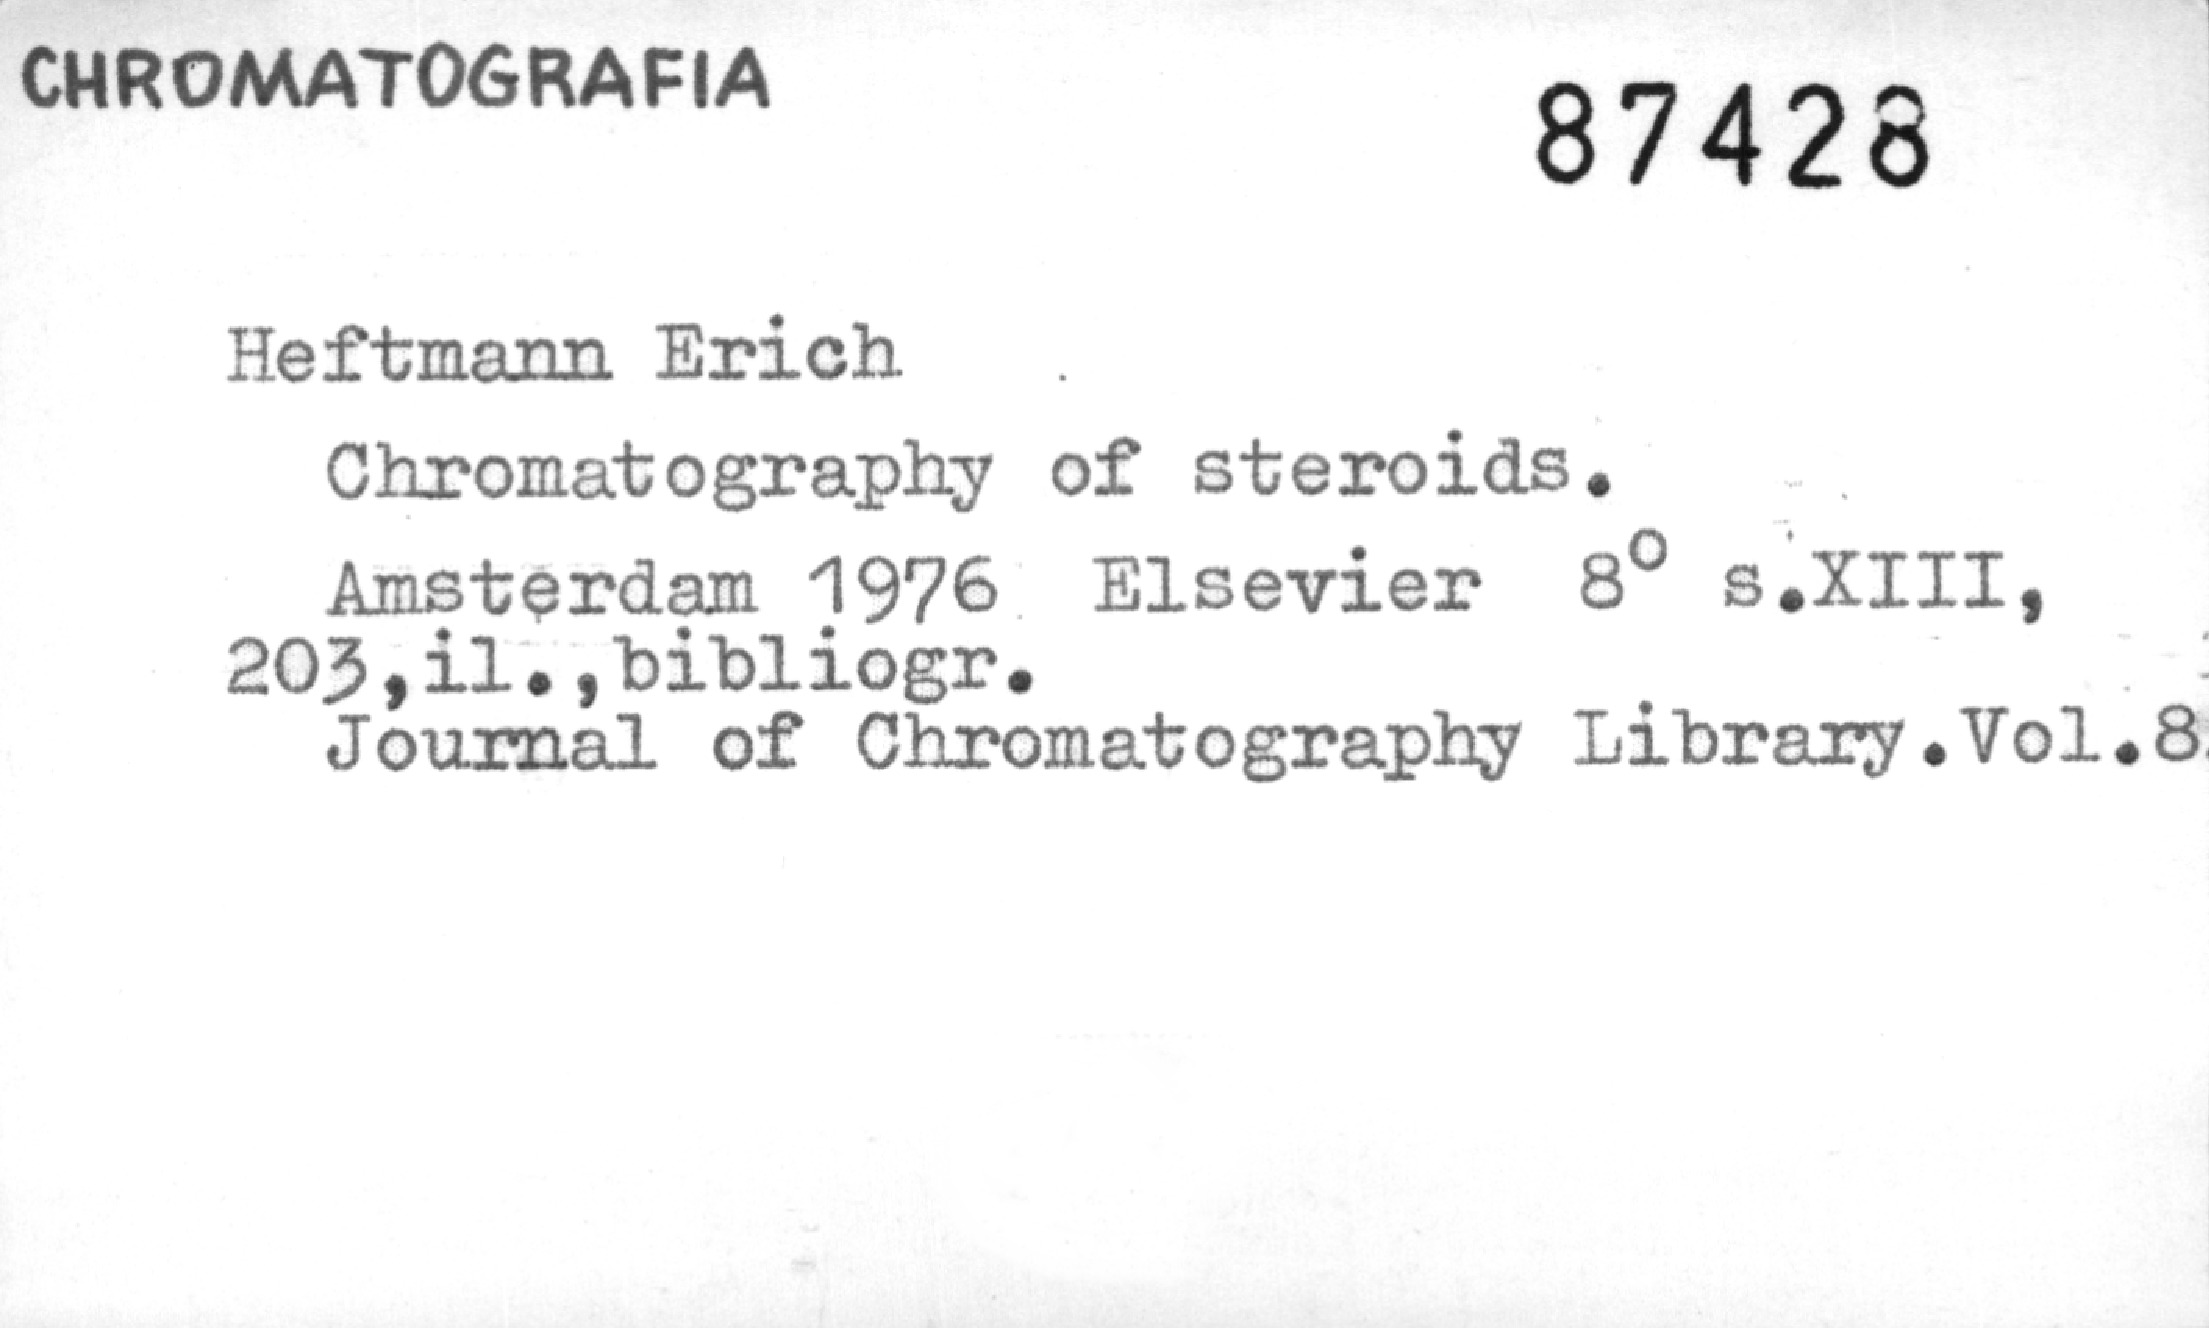 CHROMATOGRAFIA
87428
Heftmann Erich
Chromatography of steroids.
Amsterdam 1976 Elsevier 8° s.XIII,
203,il.,bibliogr.
Journal of Chromatography Library.Vol.8